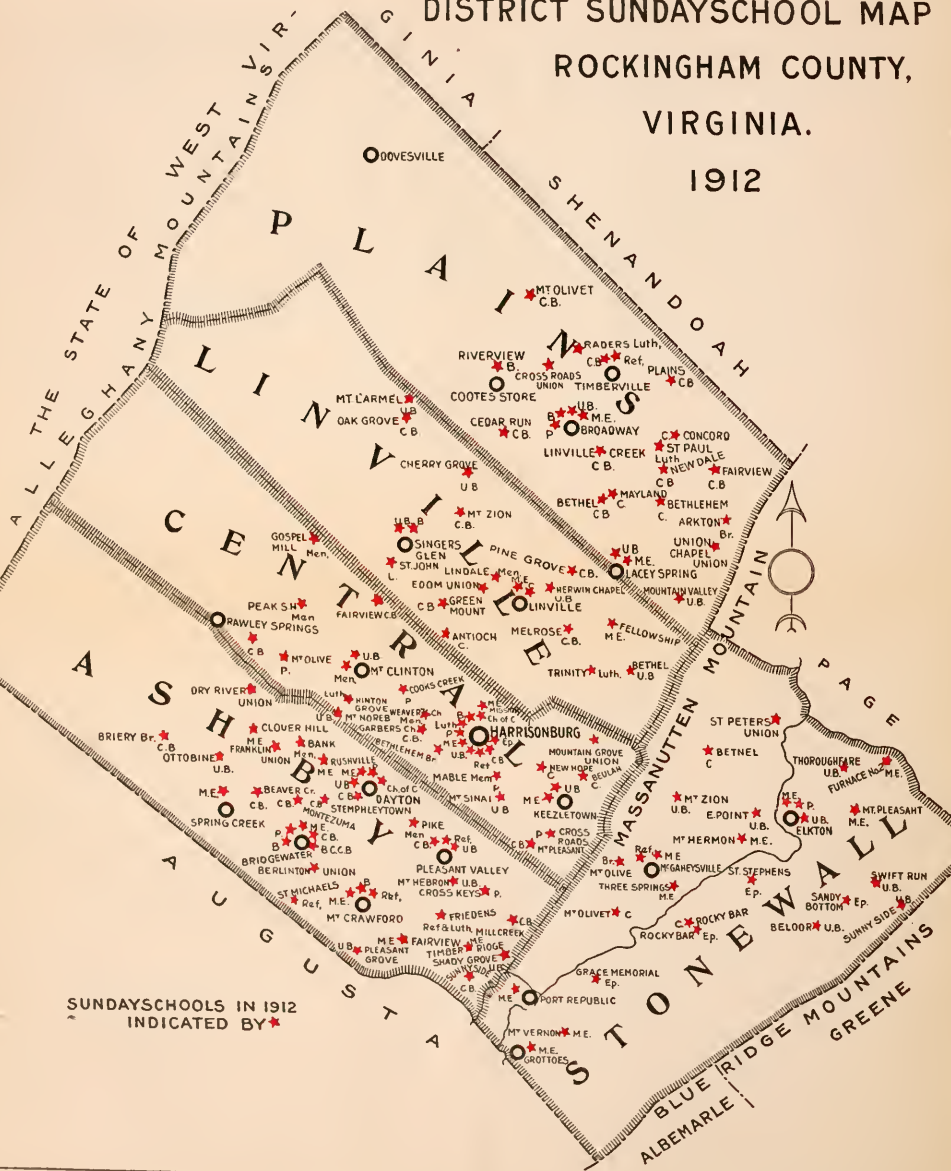 DISTRICT SUNDAYSCHOOL MAP
ROCKINGHAM COUNTY,
VIRGINIA.
1912
THE STATE OF WEST VIR-
GINIA
ALLEGHANY MOUNTAINS
SHENANDOAH
PAGE
GREENE
BLUE RIDGE MOUNTAINS
ALBEMARLE
AUGUSTA
MASSANUTTEN MOUNTAIN
PLAINS
DOVESVILLE
MT OLIVET
C.B.
RADERS Luth,
RIVERVIEW
B.
CROSS ROADS
UNION
C.B
Ref,
TIMBERVILLE
PLAINS
C B
COOTES STORE
CEDAR RUN
C B.
B
U.B.
M.E.
P
BROADWAY
LINVILLE CREEK
C B.
C
CONCORD
ST PAUL
Luth
NEW DALE
C B
FAIRVIEW
C.B
BETHEL
C B
MAYLAND
C.
BETHLEHEM
C.
ARKTON
Br.
UNION
CHAPEL
UNION
UB
M.E.
LACEY SPRING
MOUNTAIN VALLEY
U.B.
LINVILLE
MT CARMEL
U B
OAK GROVE
C B
CHERRY GROVE
U B
MT ZION
C.B.
U.B. B
SINGERS
GLEN
PINE GROVE
C.B.
ST. JOHN
L.
LINDALE Men
M.E. C
EDOM UNION
HERWIN CHAPEL
U.B
C B
GREEN
MOUNT
LINVILLE
ANTIOCH
C.
MELROSE
C.B.
FELLOWSHIP
M E.
TRINITY
Luth.
BETHEL
U.B
CENTRAL
GOSPEL
HILL Men,
PEAK S.H
Men
FAIRVIEW C.B
RAWLEY SPRINGS
C B
MT OLIVE
P.
U.B
Men,
MT CLINTON
COOKS CREEK
P
Luth
HINTON
GROVE
U B
MT NOREB
WEAVERS Ch
Men
GARBERS Ch
C.B.
BETHLEHEM Br
M E
MISSION
Ch of C
B
Luth
P
M E
U.B.
Ref
C B
Ep
HARRISONBURG
MOUNTAIN GROVE
UNION
NEW HOPE
C
BEULAH
C.
MABLE Mem
P
MT SINAI
U B
M E
U B
KEEZLETOWN
P
CROSS
ROADS
C B.
MT PLEASANT
ASHBY
DRY RIVER
UNION
BRIERY Br.
C.B
CLOVER HILL
FRANKLIN
UNION
BANK
Men,
OTTOBINE
U.B.
RUSHVILLE
M E
M E P
U B
Ch. of C
C B
DAYTON
M.E.
BEAVER Cr.
C B.
C B
STEMPHLEYTOWN
SPRING CREEK
MONTEZUMA
P
M E.
C.B.
B
B.C.C.B
BRIDGEWATER
BERLINTON
UNION
PIKE
Men
C B.
Ref,
U B
PLEASANT VALLEY
MT HEBRON
U.B
CROSS KEYS
P.
ST MICHAELS
Ref,
B
M.E.
Ref,
MT CRAWFORD
FRIEDENS
Ref & Luth
MILLCREEK
C.B
M E
FAIRVIEW
M E
TIMBER RIDGE
U B
PLEASANT
GROVE
SHADY GROVE
U B
SUNNYSIDE
C B.
STONEWALL
ST PETERS
UNION
BETHEL
C
THOROUGHFARE
U B.
FURNACE No 2
M E.
MT ZION
U.B.
E. POINT
U.B.
M.E.
P.
U B
ELKTON
MT. PLEASANT
M.E.
MT HERMON
M E.
Br.
MT OLIVE
Ref
U B.
M E
McGAHEYSVILLE
THREE SPRINGS
M.E
ST. STEPHENS
Ep
SWIFT RUN
U.B.
SANDY
BOTTOM
Ep.
MT OLIVET
C
C.
ROCKY BAR
ROCKY BAR
Ep.
BELOOR
U.B.
SUNNY SIDE
U B
GRACE MEMORIAL
Ep.
M E
PORT REPUBLIC
MT VERNON
M E.
M.E.
GROTTOES
SUNDAYSCHOOLS IN 1912
INDICATED BY